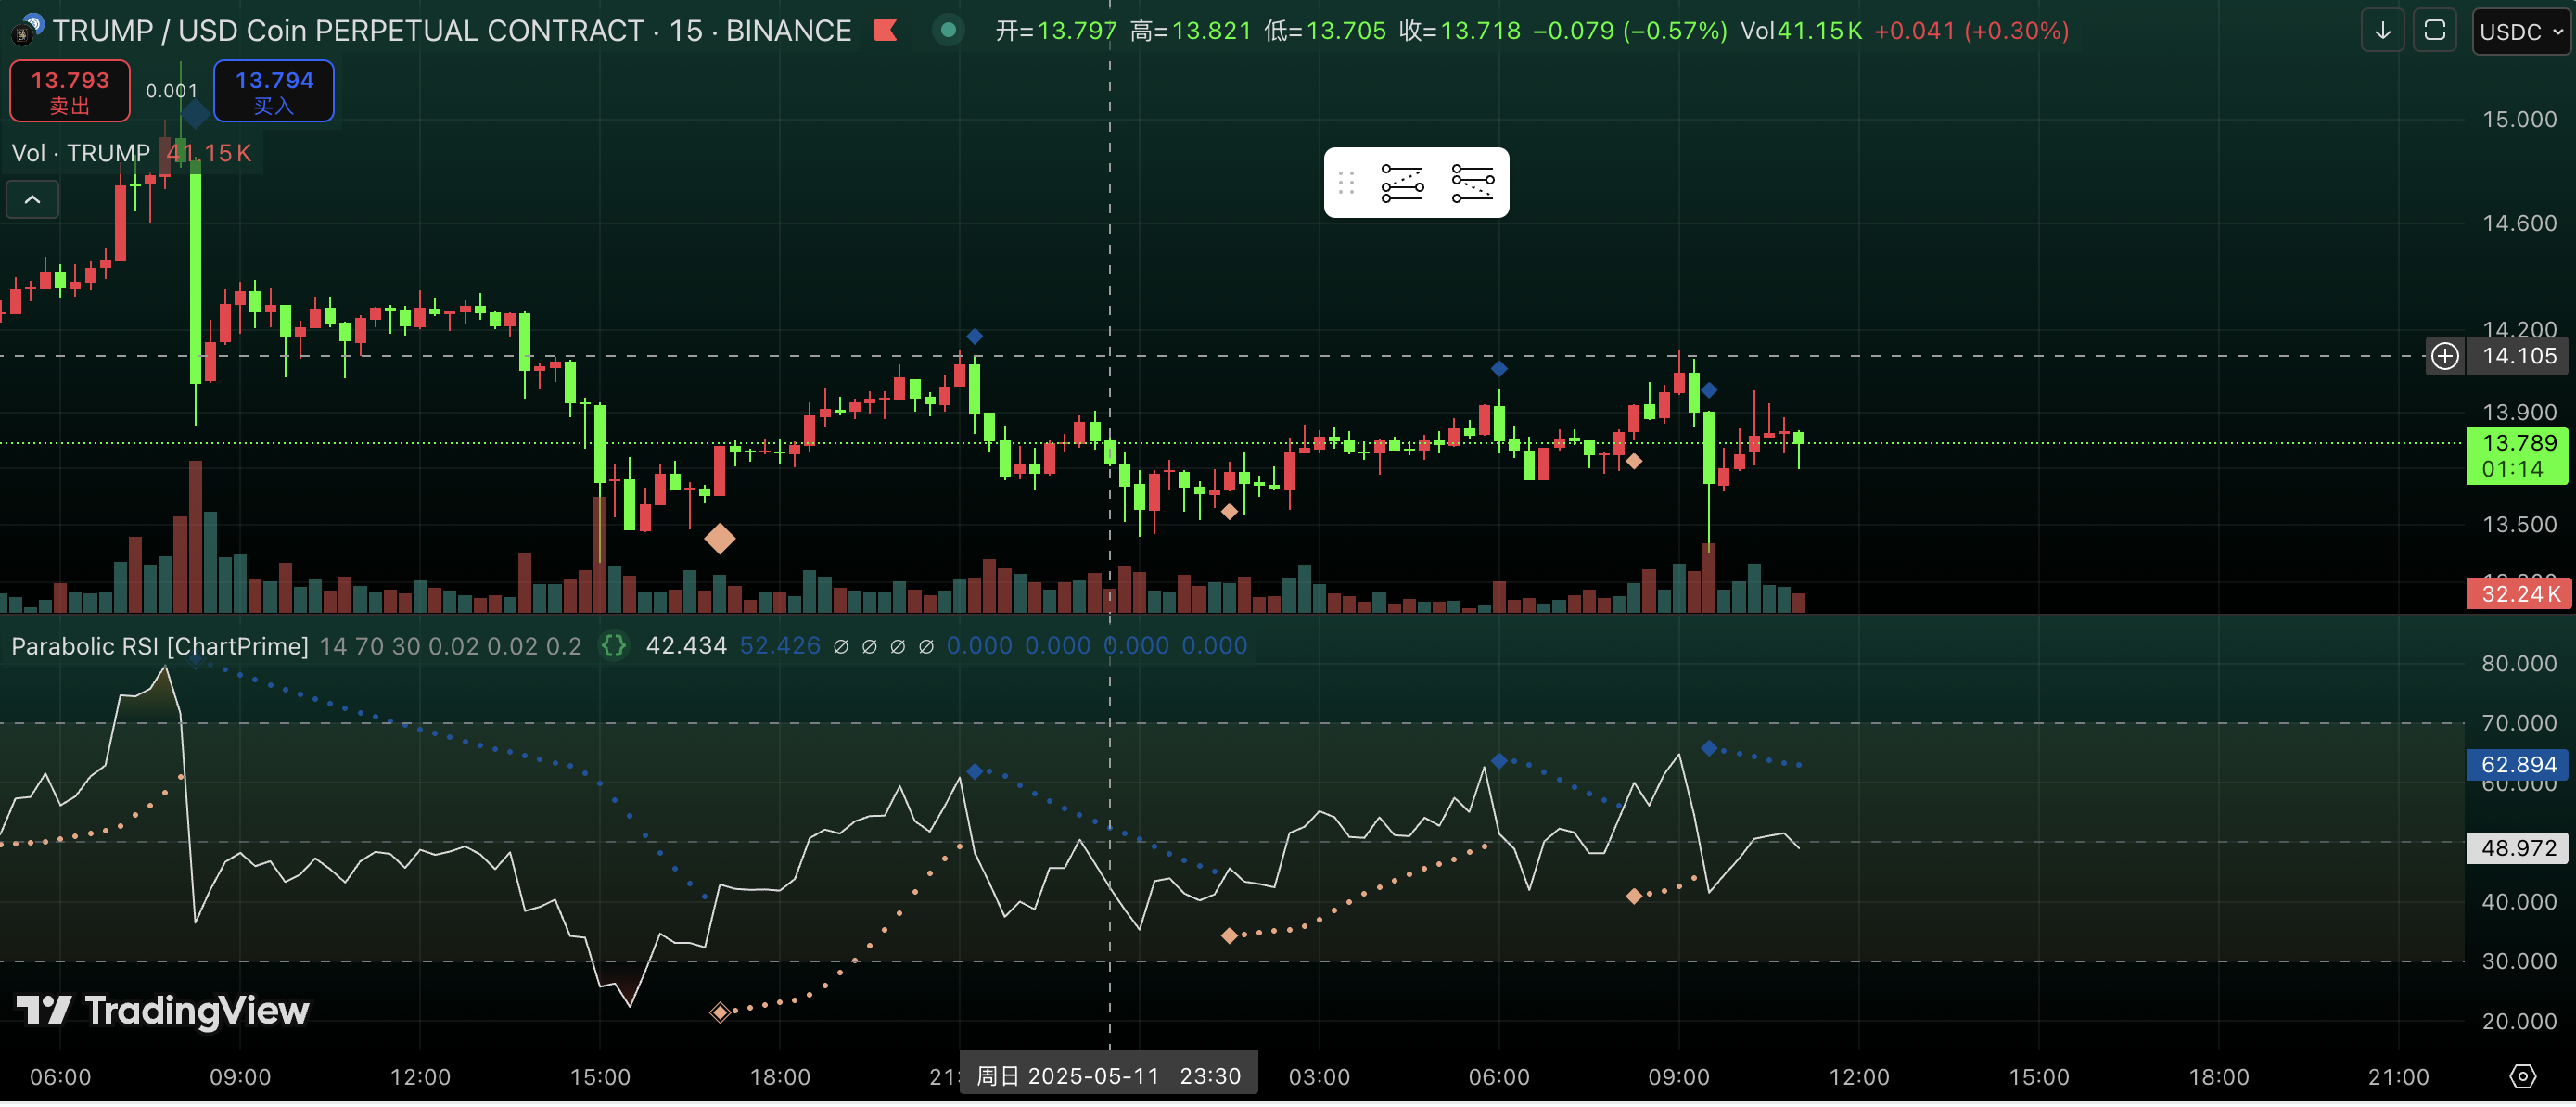 TRUMP / USD Coin PERPETUAL CONTRACT · 15 · BINANCE 开=13.797 高=13.821 低=13.705 收=13.718 −0.079 (−0.57%) Vol41.15 K +0.041 (+0.30%)
USDC
13.793
卖出
0.001
13.794
买入
Vol · TRUMP 41.15 K
15.000
14.600
14.200
14.105
13.900
13.789
01:14
13.500
32.24 K
Parabolic RSI [ChartPrime] 14 70 30 0.02 0.02 0.2 {} 42.434 52.426 ∅ ∅ ∅ ∅ 0.000 0.000 0.000 0.000
80.000
70.000
62.894
60.000
48.972
40.000
30.000
20.000
TradingView
06:00 09:00 12:00 15:00 18:00 21: 周日 2025-05-11 23:30 03:00 06:00 09:00 12:00 15:00 18:00 21:00